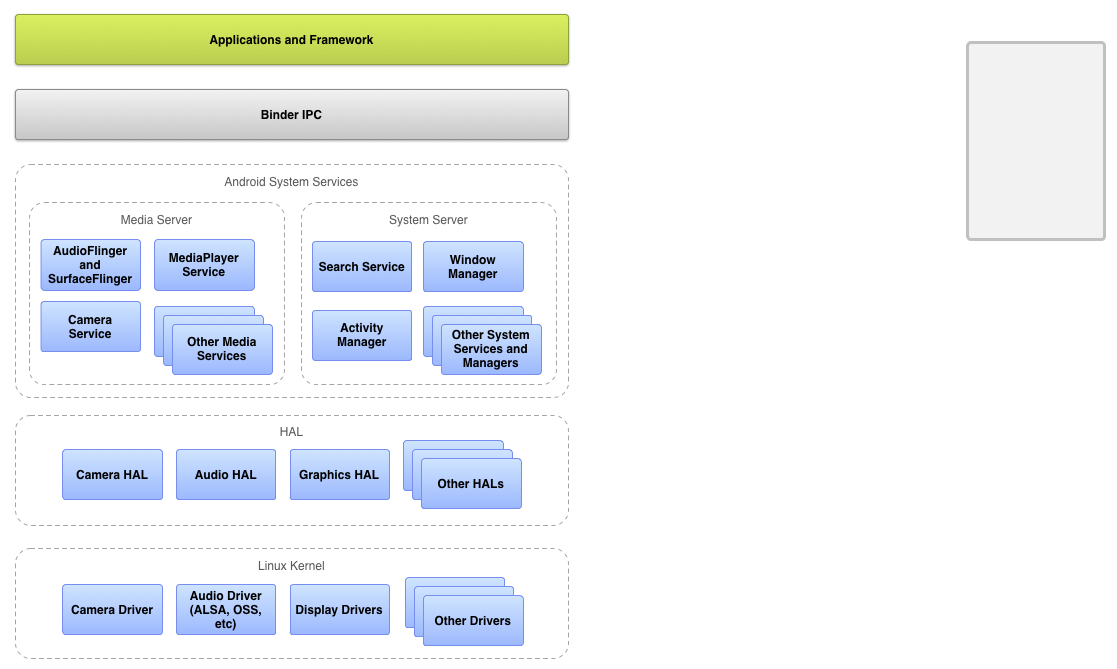 Applications and Framework
Binder IPC
Android System Services
Media Server
AudioFlinger
and
SurfaceFlinger
MediaPlayer
Service
Camera
Service
Other Media
Services
System Server
Search Service
Window
Manager
Activity
Manager
Other System
Services and
Managers
HAL
Camera HAL
Audio HAL
Graphics HAL
Other HALs
Linux Kernel
Camera Driver
Audio Driver
(ALSA, OSS,
etc)
Display Drivers
Other Drivers